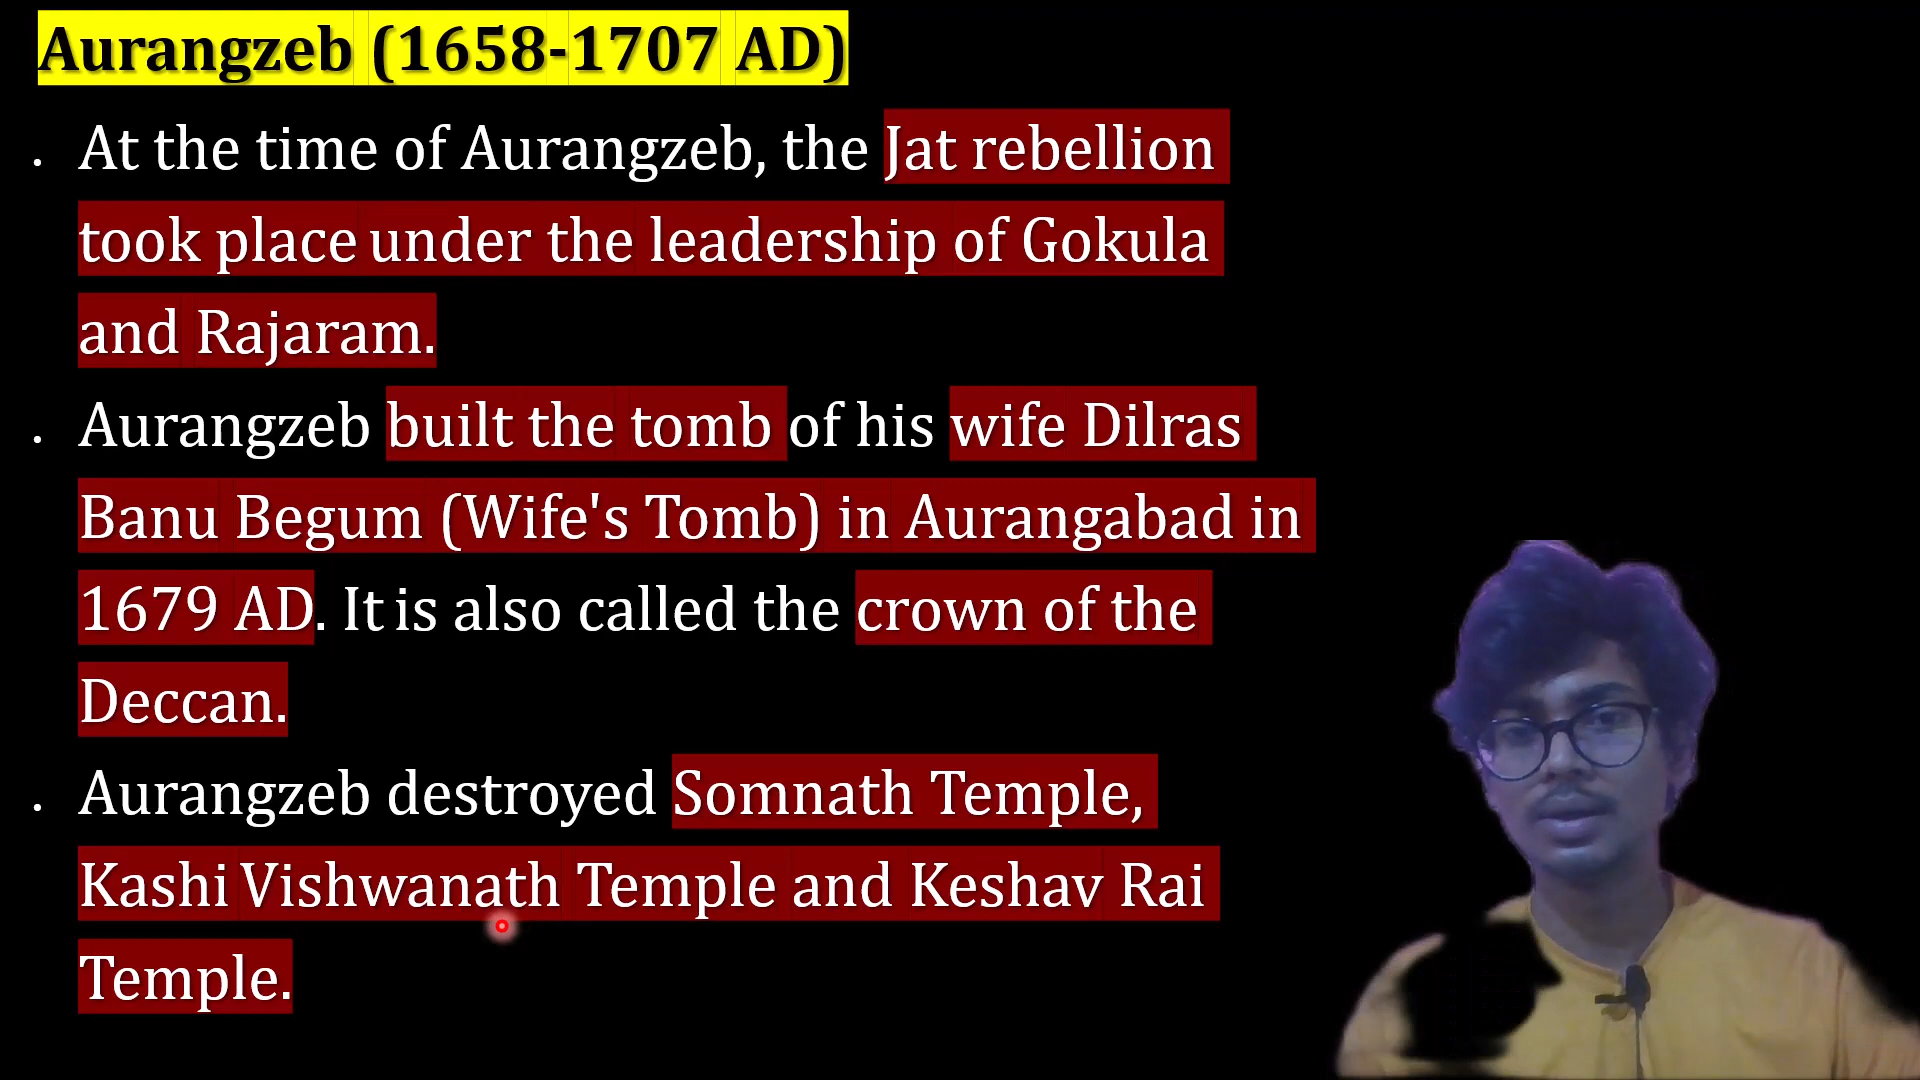 Aurangzeb (1658-1707 AD)
• At the time of Aurangzeb, the Jat rebellion
took place under the leadership of Gokula
and Rajaram.
• Aurangzeb built the tomb of his wife Dilras
Banu Begum (Wife's Tomb) in Aurangabad in
1679 AD. It is also called the crown of the
Deccan.
• Aurangzeb destroyed Somnath Temple,
Kashi Vishwanath Temple and Keshav Rai
Temple.